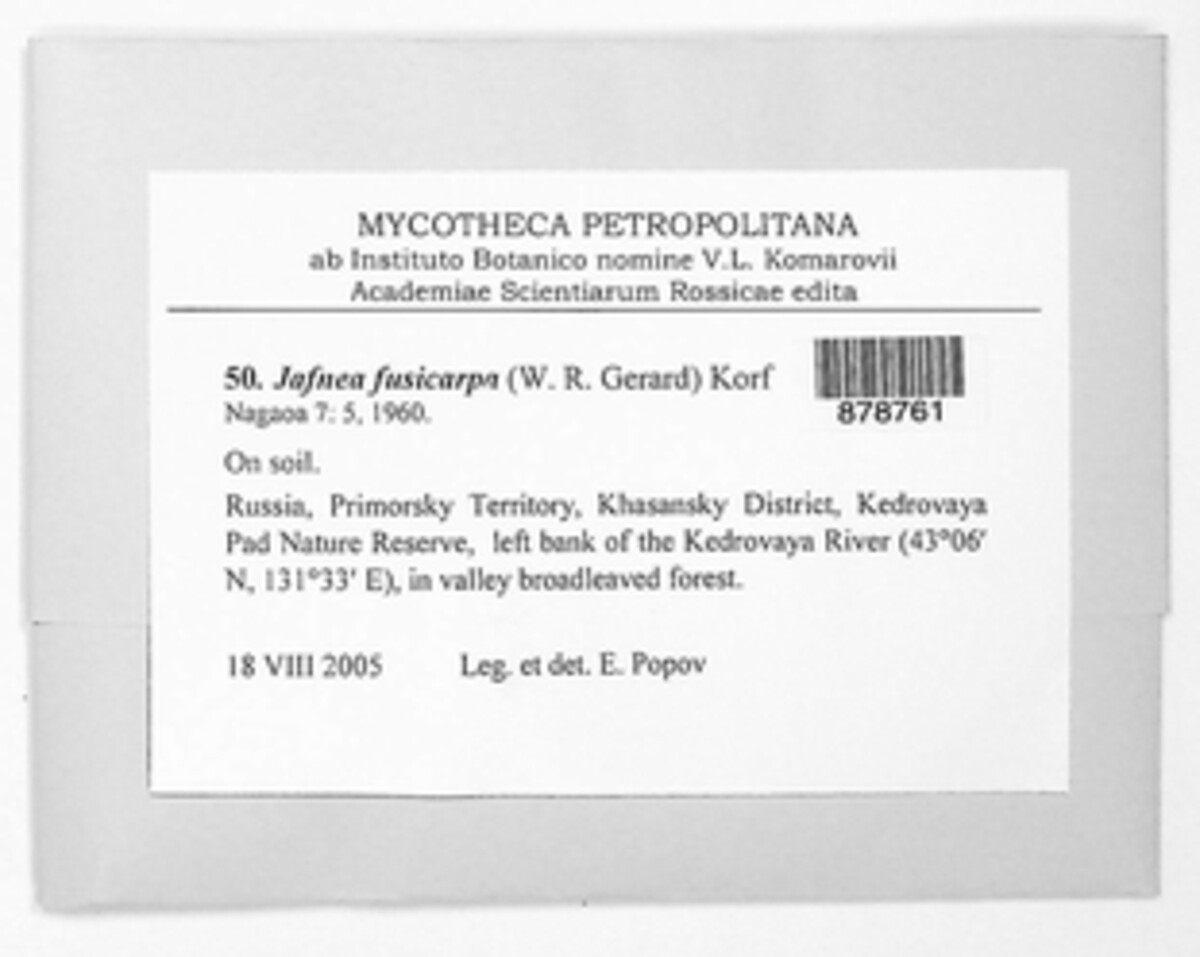 MYCOTHECA PETROPOLITANA
ab Instituto Botanico nomine V.L. Komarovii
Academiae Scientiarum Rossicae edita
50. Jafnea fusicarpa (W. R. Gerard) Korf
Nagaoa 7: 5, 1960.
878761
On soil.
Russia, Primorsky Territory, Khasansky District, Kedrovaya
Pad Nature Reserve, left bank of the Kedrovaya River (43°06'
N, 131°33' E), in valley broadleaved forest.
18 VIII 2005 Leg. et det. E. Popov